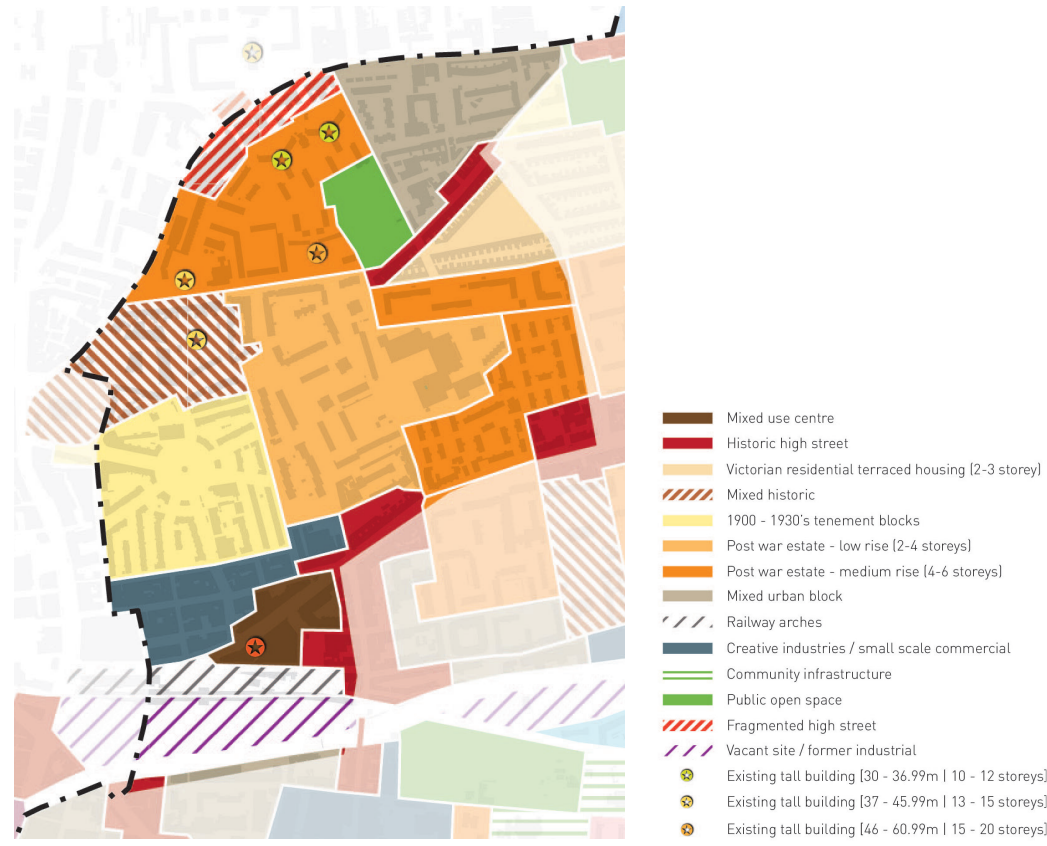 Mixed use centre
Historic high street
Victorian residential terraced housing (2-3 storey)
Mixed historic
1900 - 1930's tenement blocks
Post war estate - low rise (2-4 storeys)
Post war estate - medium rise (4-6 storeys)
Mixed urban block
Railway arches
Creative industries / small scale commercial
Community infrastructure
Public open space
Fragmented high street
Vacant site / former industrial
Existing tall building [30 - 36.99m | 10 - 12 storeys]
Existing tall building [37 - 45.99m | 13 - 15 storeys]
Existing tall building [46 - 60.99m | 15 - 20 storeys]